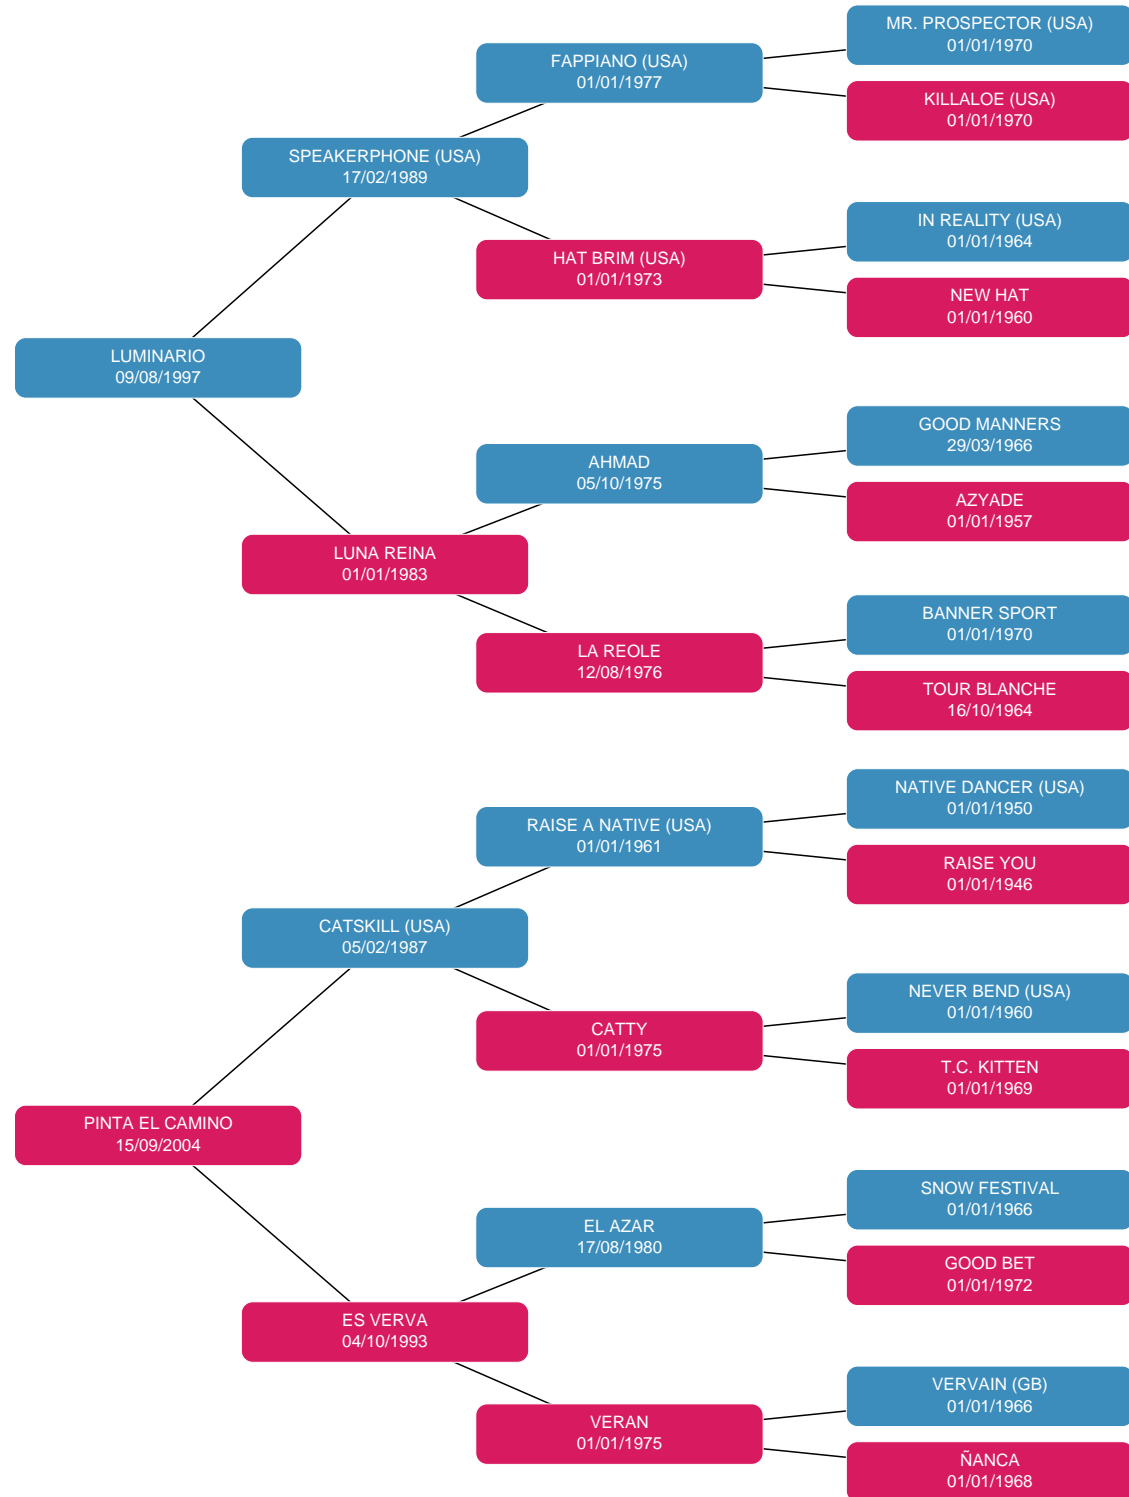 MR. PROSPECTOR (USA)
01/01/1970
FAPPIANO (USA)
01/01/1977
KILLALOE (USA)
01/01/1970
SPEAKERPHONE (USA)
17/02/1989
IN REALITY (USA)
01/01/1964
HAT BRIM (USA)
01/01/1973
NEW HAT
01/01/1960
LUMINARIO
09/08/1997
GOOD MANNERS
29/03/1966
AHMAD
05/10/1975
AZYADE
01/01/1957
LUNA REINA
01/01/1983
BANNER SPORT
01/01/1970
LA REOLE
12/08/1976
TOUR BLANCHE
16/10/1964
NATIVE DANCER (USA)
01/01/1950
RAISE A NATIVE (USA)
01/01/1961
RAISE YOU
01/01/1946
CATSKILL (USA)
05/02/1987
NEVER BEND (USA)
01/01/1960
CATTY
01/01/1975
T.C. KITTEN
01/01/1969
PINTA EL CAMINO
15/09/2004
SNOW FESTIVAL
01/01/1966
EL AZAR
17/08/1980
GOOD BET
01/01/1972
ES VERVA
04/10/1993
VERVAIN (GB)
01/01/1966
VERAN
01/01/1975
ÑANCA
01/01/1968